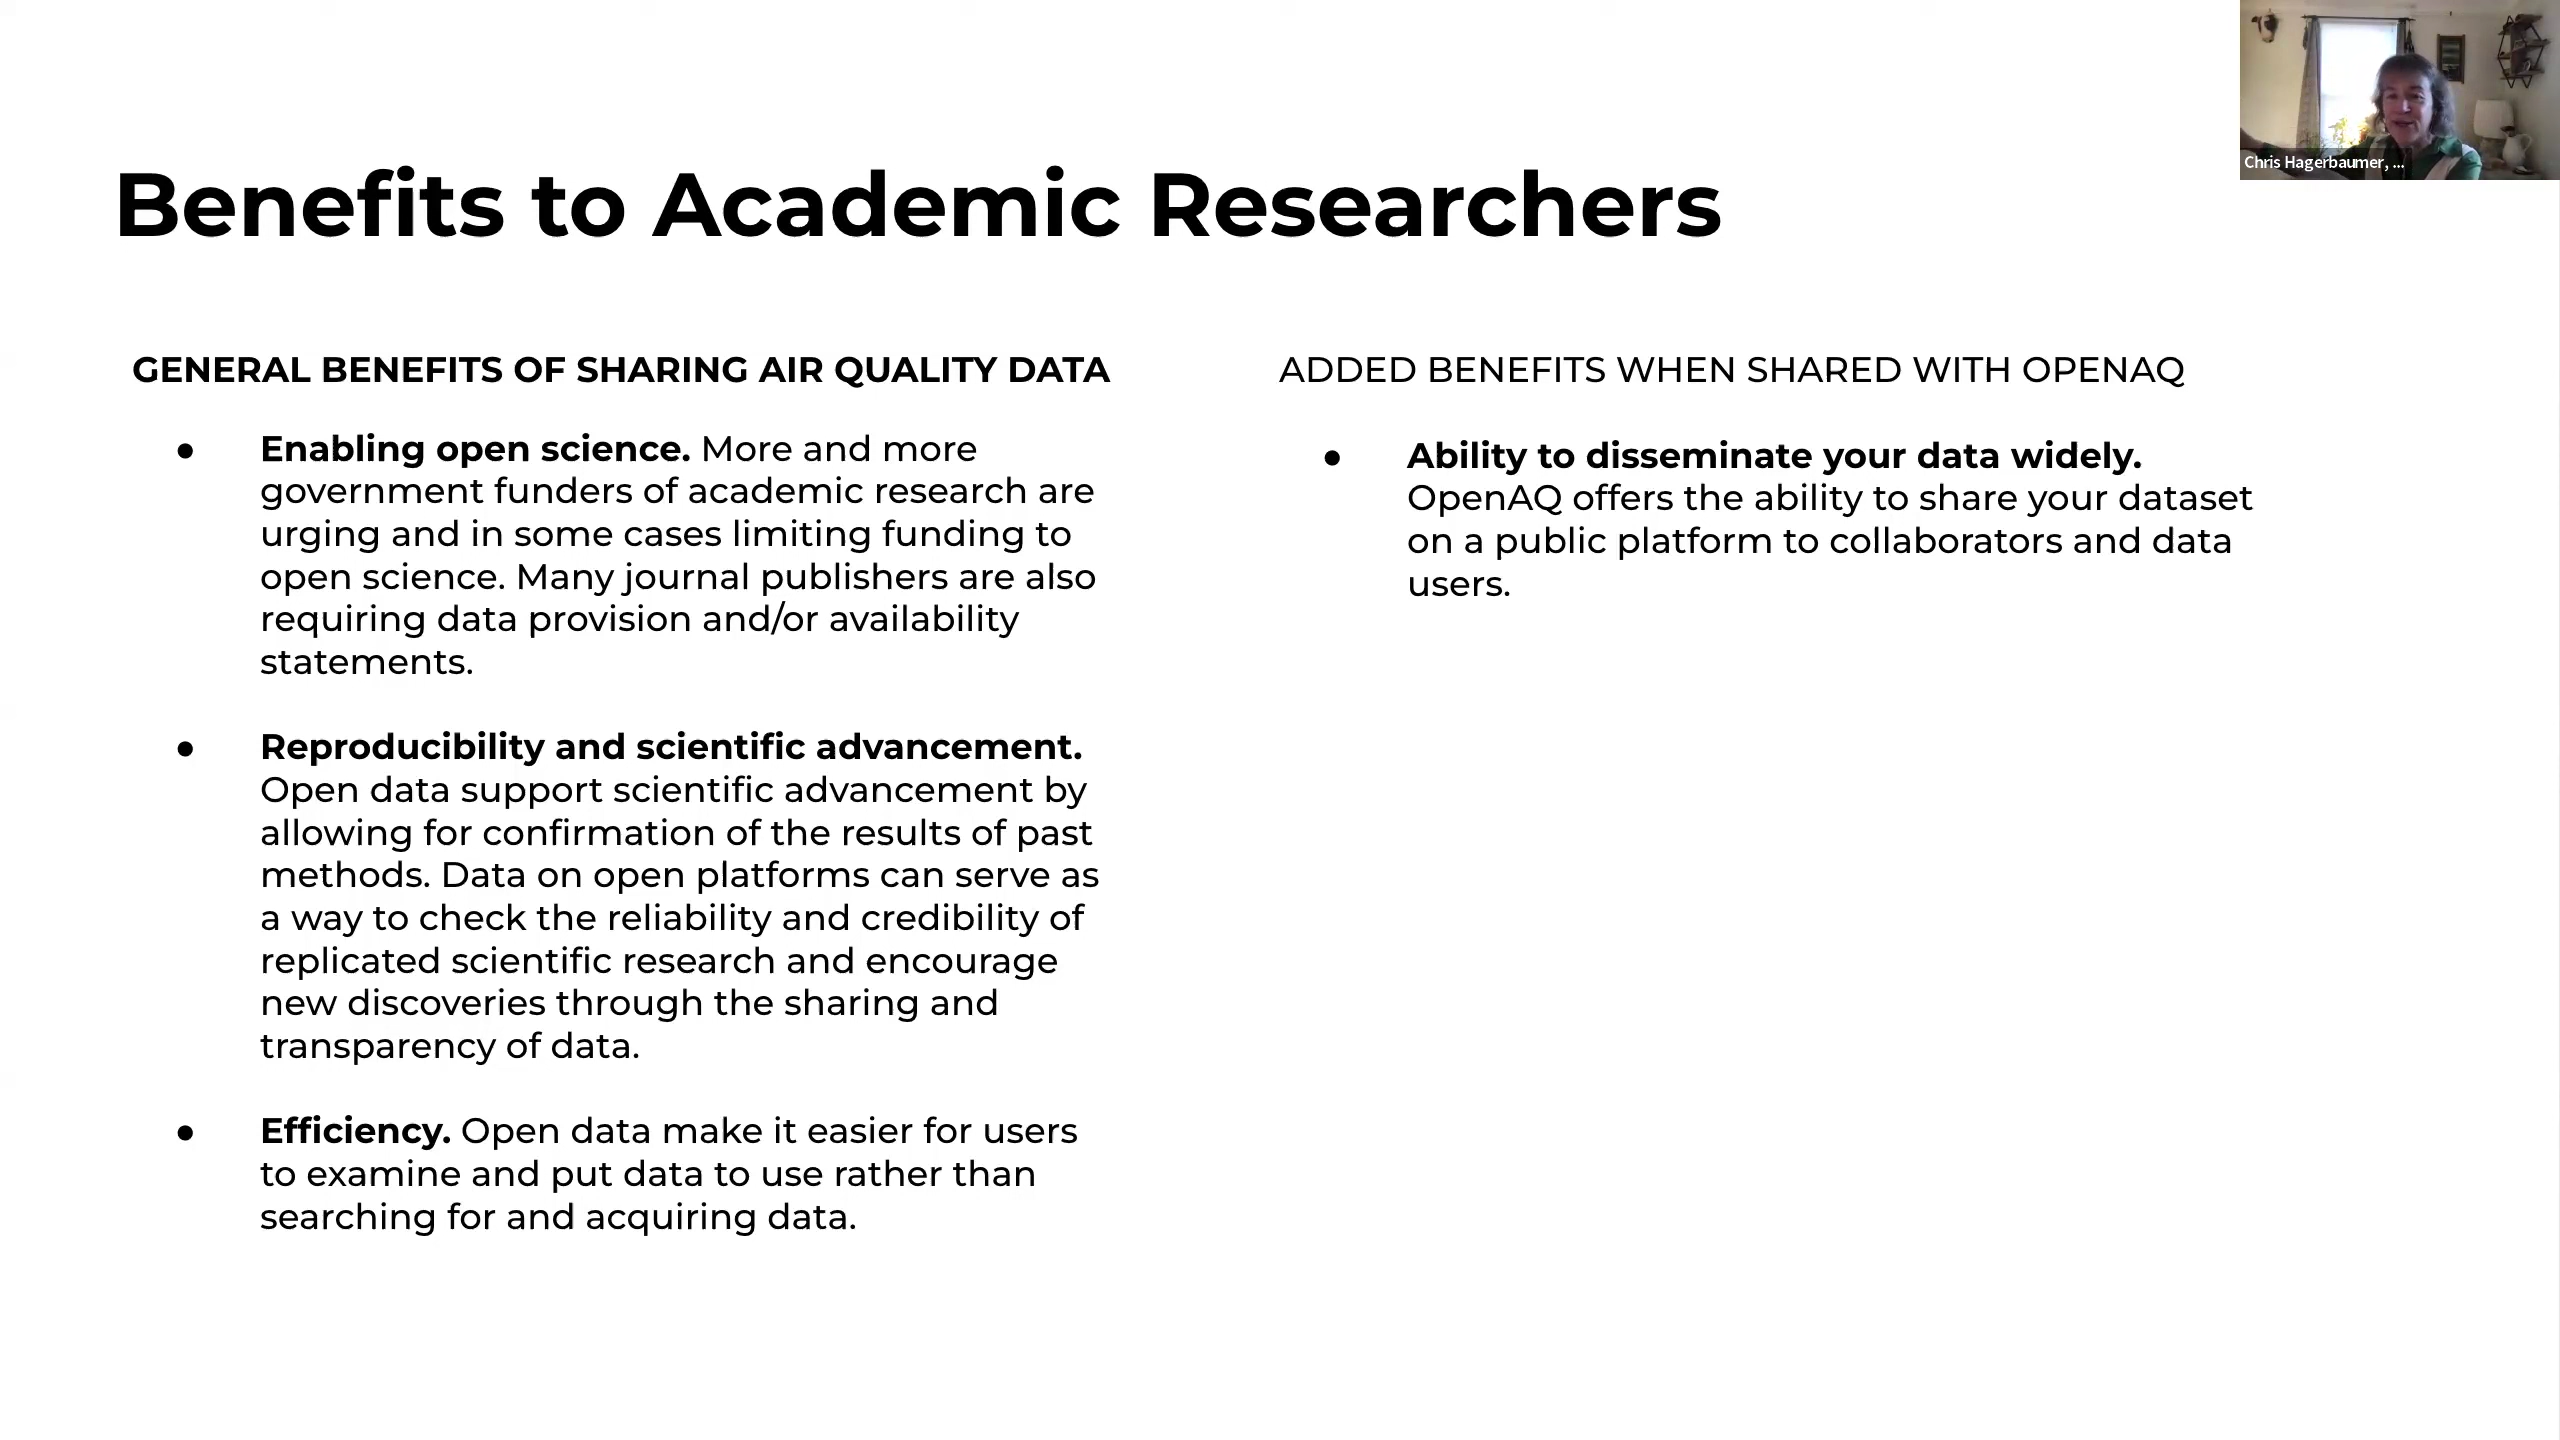 Benefits to Academic Researchers
GENERAL BENEFITS OF SHARING AIR QUALITY DATA
● Enabling open science. More and more
government funders of academic research are
urging and in some cases limiting funding to
open science. Many journal publishers are also
requiring data provision and/or availability
statements.
● Reproducibility and scientific advancement.
Open data support scientific advancement by
allowing for confirmation of the results of past
methods. Data on open platforms can serve as
a way to check the reliability and credibility of
replicated scientific research and encourage
new discoveries through the sharing and
transparency of data.
● Efficiency. Open data make it easier for users
to examine and put data to use rather than
searching for and acquiring data.
ADDED BENEFITS WHEN SHARED WITH OPENAQ
● Ability to disseminate your data widely.
OpenAQ offers the ability to share your dataset
on a public platform to collaborators and data
users.
Chris Hagerbaumer, ...